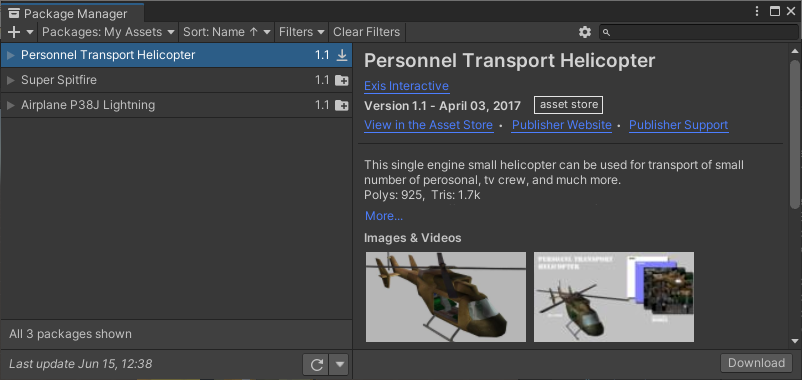 Package Manager
Packages: My Assets
Sort: Name ↑
Filters
Clear Filters
Personnel Transport Helicopter 1.1
Super Spitfire 1.1
Airplane P38J Lightning 1.1
All 3 packages shown
Last update Jun 15, 12:38
Personnel Transport Helicopter
Exis Interactive
Version 1.1 - April 03, 2017 asset store
View in the Asset Store • Publisher Website • Publisher Support
This single engine small helicopter can be used for transport of small
number of perosonal, tv crew, and much more.
Polys: 925, Tris: 1.7k
More...
Images & Videos
PERSONL TRANSPORT
HELICOPTER
Download